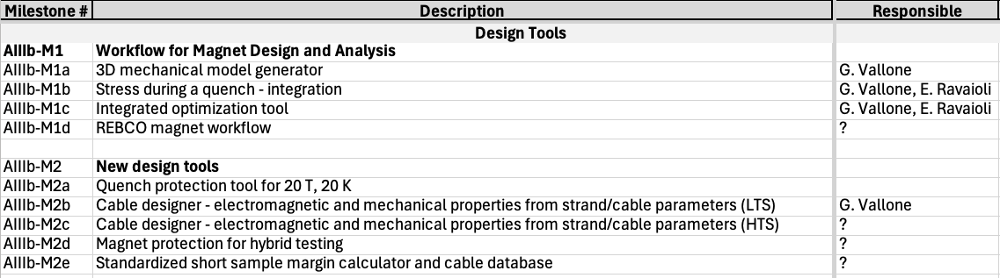 Milestone # Description Responsible
Design Tools
AIIIb-M1 Workflow for Magnet Design and Analysis
AIIIb-M1a 3D mechanical model generator G. Vallone
AIIIb-M1b Stress during a quench - integration G. Vallone, E. Ravaioli
AIIIb-M1c Integrated optimization tool G. Vallone, E. Ravaioli
AIIIb-M1d REBCO magnet workflow ?
AIIIb-M2 New design tools
AIIIb-M2a Quench protection tool for 20 T, 20 K
AIIIb-M2b Cable designer - electromagnetic and mechanical properties from strand/cable parameters (LTS) G. Vallone
AIIIb-M2c Cable designer - electromagnetic and mechanical properties from strand/cable parameters (HTS) ?
AIIIb-M2d Magnet protection for hybrid testing ?
AIIIb-M2e Standardized short sample margin calculator and cable database ?